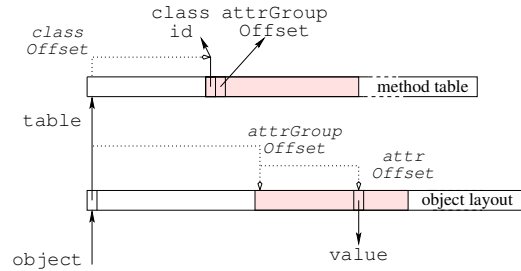 class attrGroup
id Offset
class
Offset
method table
table
attrGroup
Offset
attr
Offset
object layout
object
value